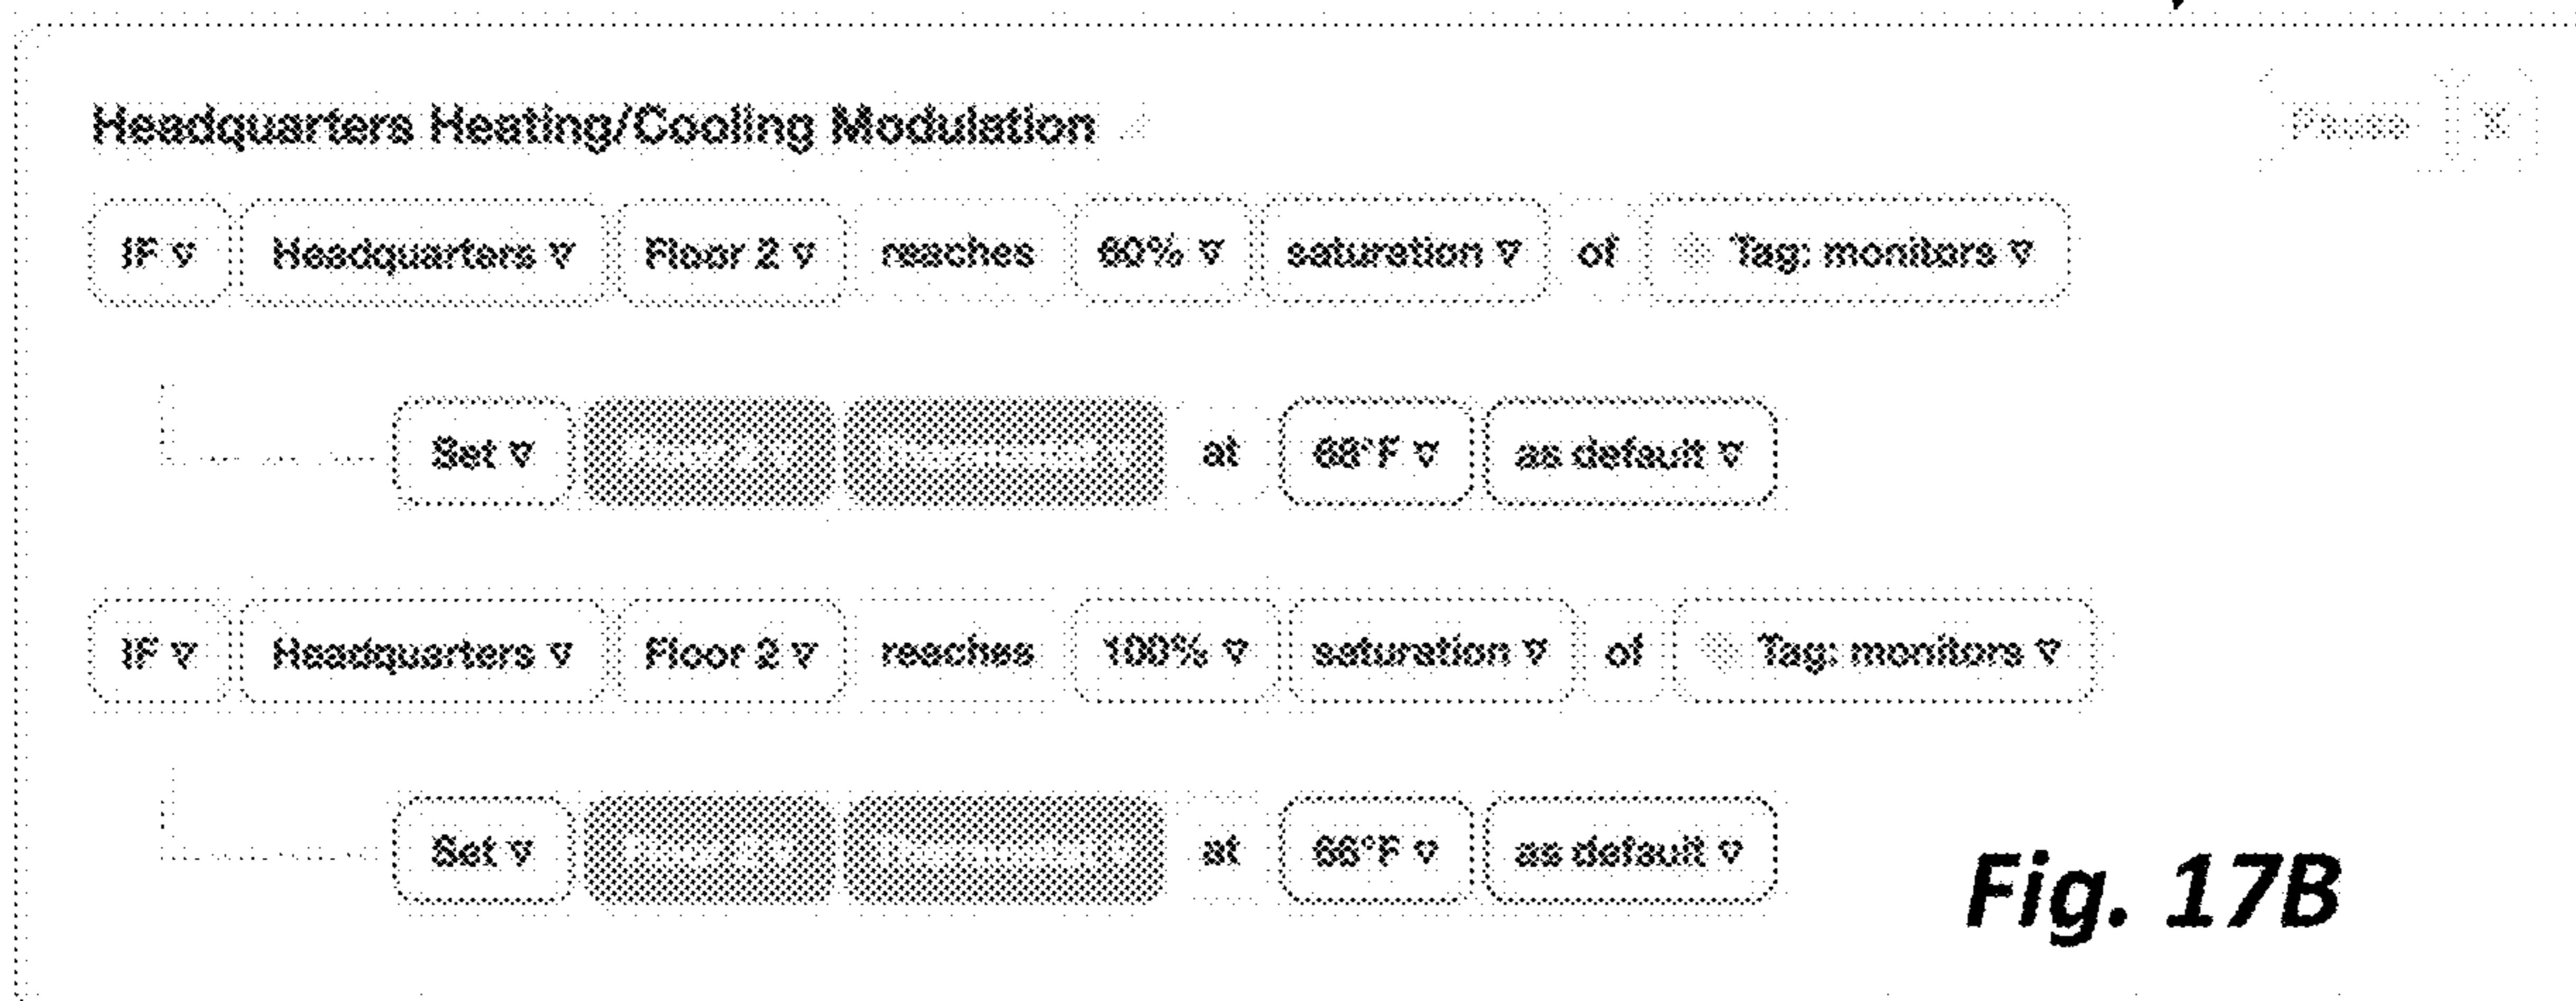 Headquarters Heating/Cooling Modulation Pause X
IF ▽ Headquarters ▽ Floor 2 ▽ reaches 60% ▽ saturation ▽ of Tag: monitors ▽
Set ▽ at 68°F ▽ as default ▽
IF ▽ Headquarters ▽ Floor 2 ▽ reaches 100% ▽ saturation ▽ of Tag: monitors ▽
Set ▽ at 66°F ▽ as default ▽
Fig. 17B